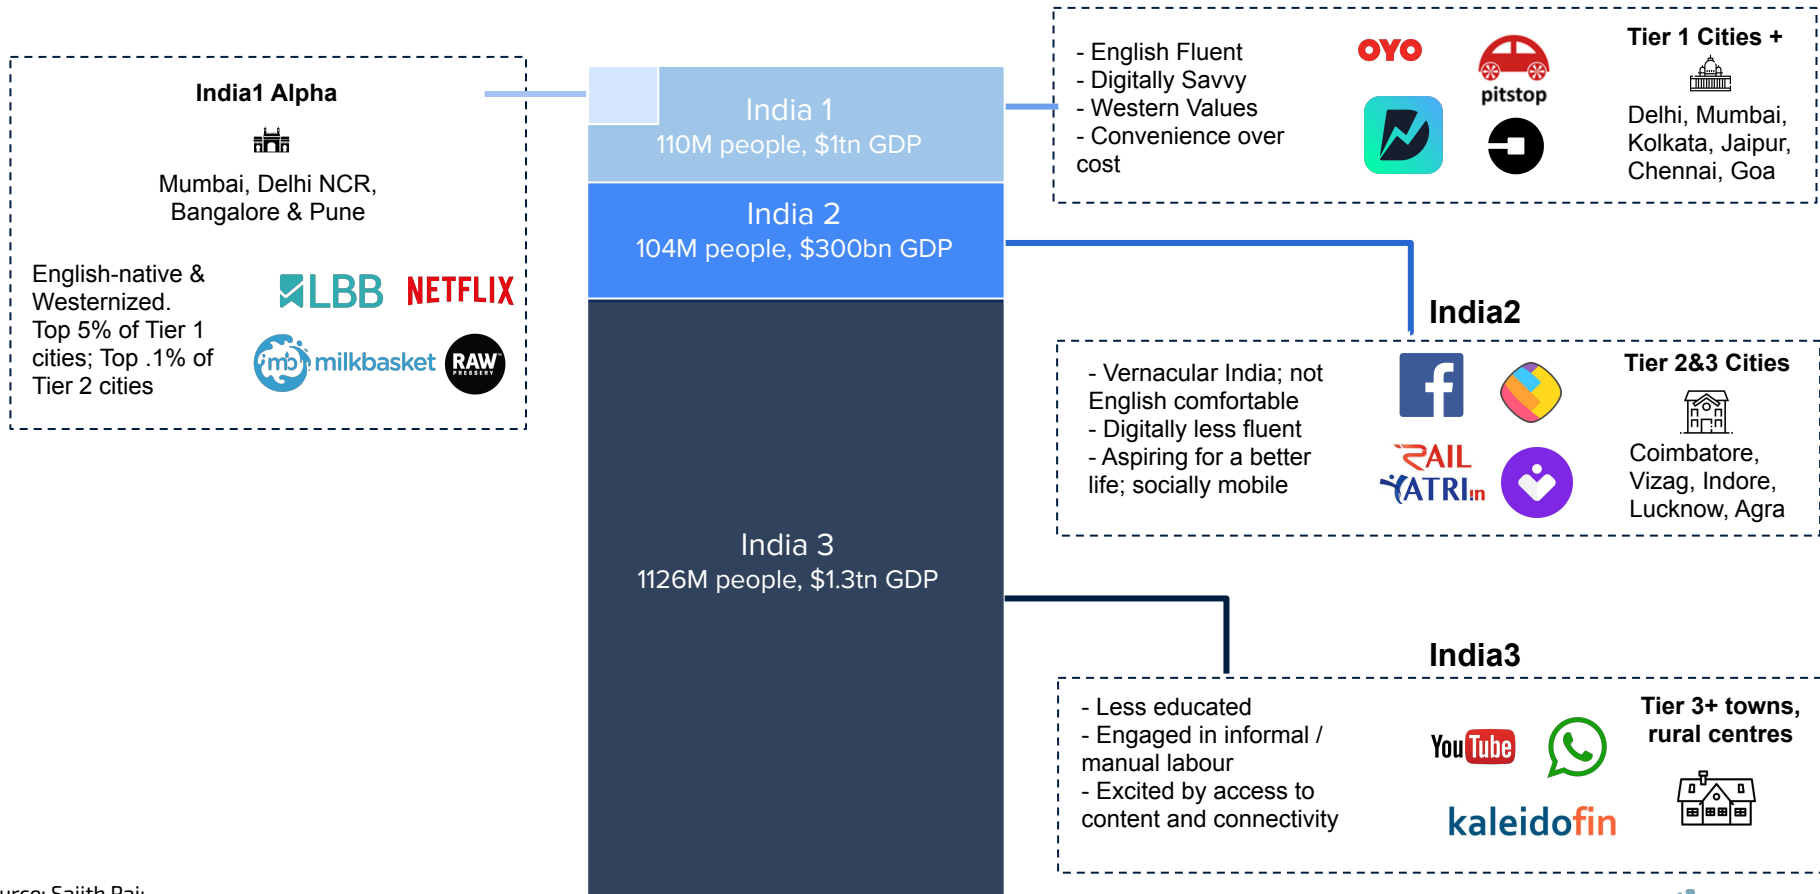 India1 Alpha
Mumbai, Delhi NCR,
Bangalore & Pune
English-native &
Westernized.
Top 5% of Tier 1
cities; Top .1% of
Tier 2 cities
LBB
NETFLIX
mb milkbasket
RAW
PRESSERY
India 1
110M people, $1tn GDP
India 2
104M people, $300bn GDP
India 3
1126M people, $1.3tn GDP
- English Fluent
- Digitally Savvy
- Western Values
- Convenience over
cost
OYO
pitstop
Tier 1 Cities +
Delhi, Mumbai,
Kolkata, Jaipur,
Chennai, Goa
India2
- Vernacular India; not
English comfortable
- Digitally less fluent
- Aspiring for a better
life; socially mobile
f
RAIL
YATRI.in
Tier 2&3 Cities
Coimbatore,
Vizag, Indore,
Lucknow, Agra
India3
- Less educated
- Engaged in informal /
manual labour
- Excited by access to
content and connectivity
YouTube
kaleidofin
Tier 3+ towns,
rural centres